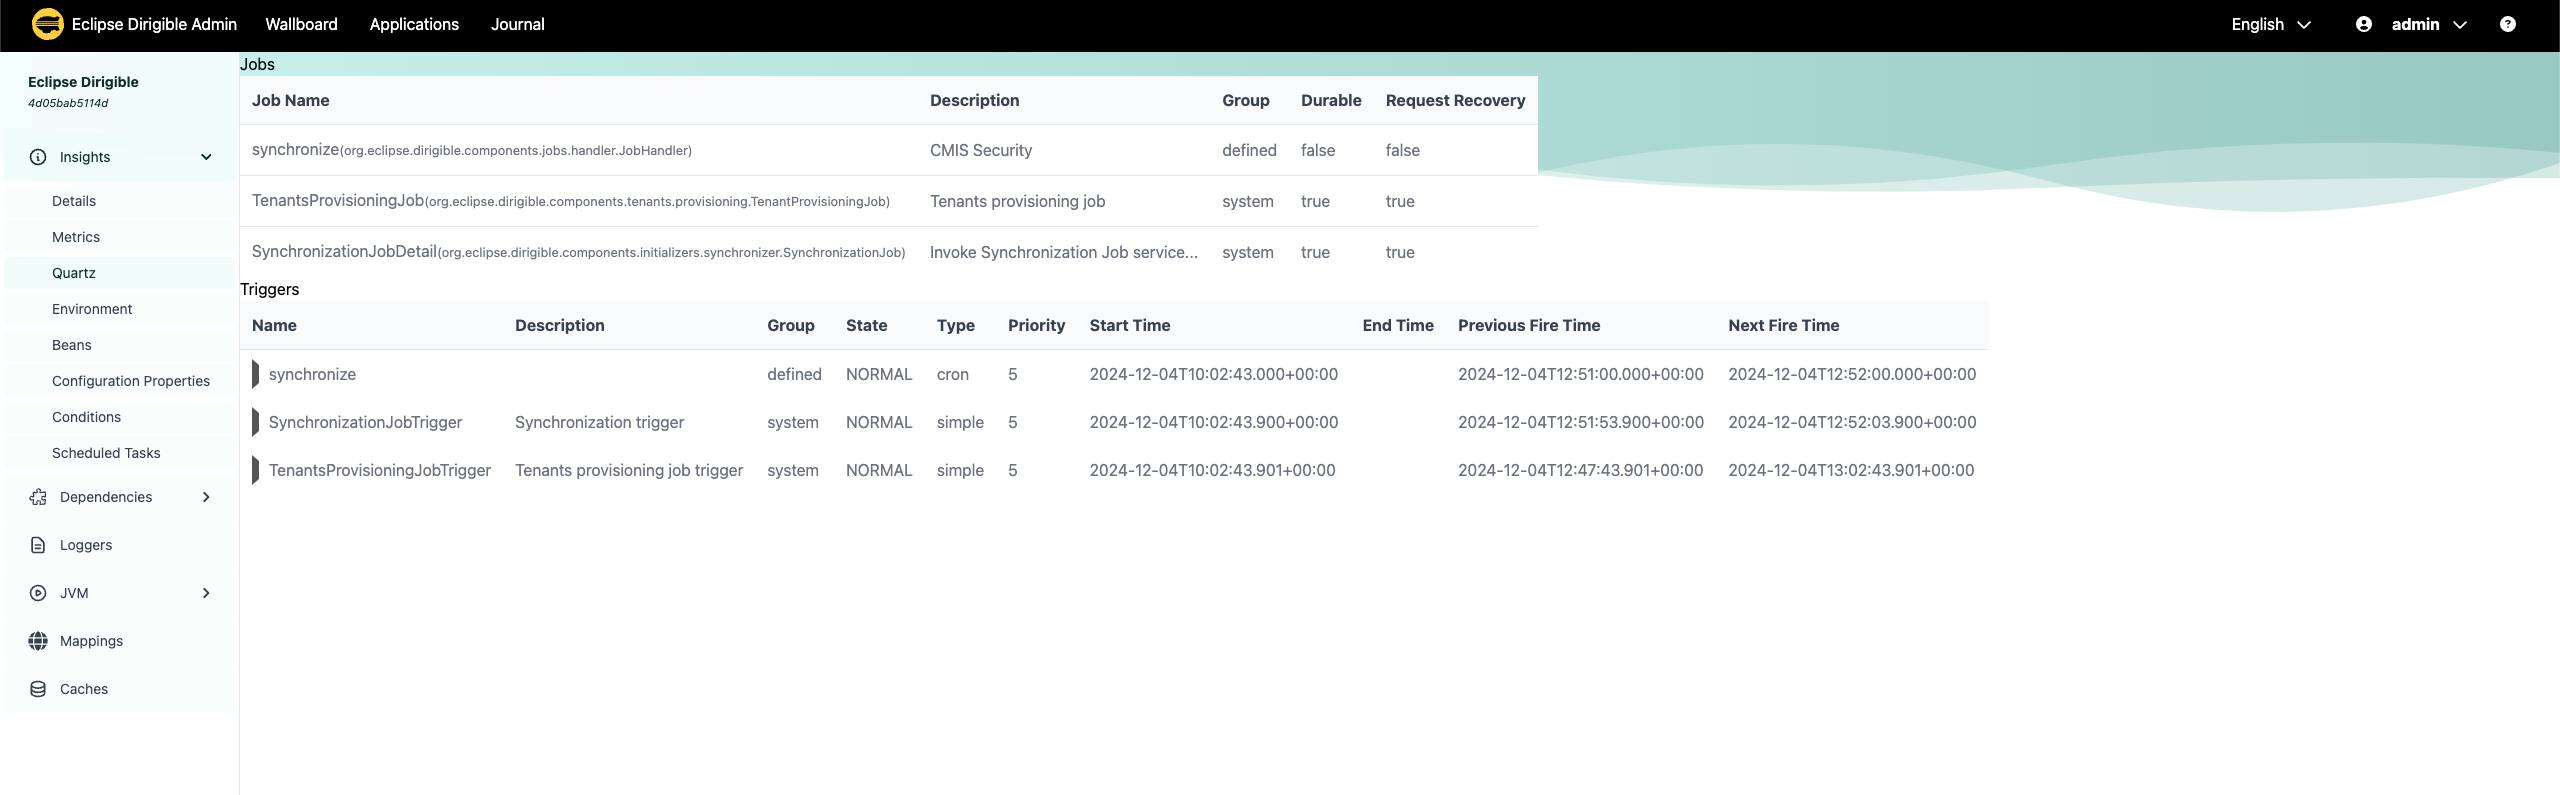 Eclipse Dirigible Admin Wallboard Applications Journal English admin
Eclipse Dirigible
4d05bab5114d
Insights
Details
Metrics
Quartz
Environment
Beans
Configuration Properties
Conditions
Scheduled Tasks
Dependencies
Loggers
JVM
Mappings
Caches
Jobs
Job Name Description Group Durable Request Recovery
synchronize(org.eclipse.dirigible.components.jobs.handler.JobHandler) CMIS Security defined false false
TenantsProvisioningJob(org.eclipse.dirigible.components.tenants.provisioning.TenantProvisioningJob) Tenants provisioning job system true true
SynchronizationJobDetail(org.eclipse.dirigible.components.initializers.synchronizer.SynchronizationJob) Invoke Synchronization Job service... system true true
Triggers
Name Description Group State Type Priority Start Time End Time Previous Fire Time Next Fire Time
synchronize defined NORMAL cron 5 2024-12-04T10:02:43.000+00:00 2024-12-04T12:51:00.000+00:00 2024-12-04T12:52:00.000+00:00
SynchronizationJobTrigger Synchronization trigger system NORMAL simple 5 2024-12-04T10:02:43.900+00:00 2024-12-04T12:51:53.900+00:00 2024-12-04T12:52:03.900+00:00
TenantsProvisioningJobTrigger Tenants provisioning job trigger system NORMAL simple 5 2024-12-04T10:02:43.901+00:00 2024-12-04T12:47:43.901+00:00 2024-12-04T13:02:43.901+00:00